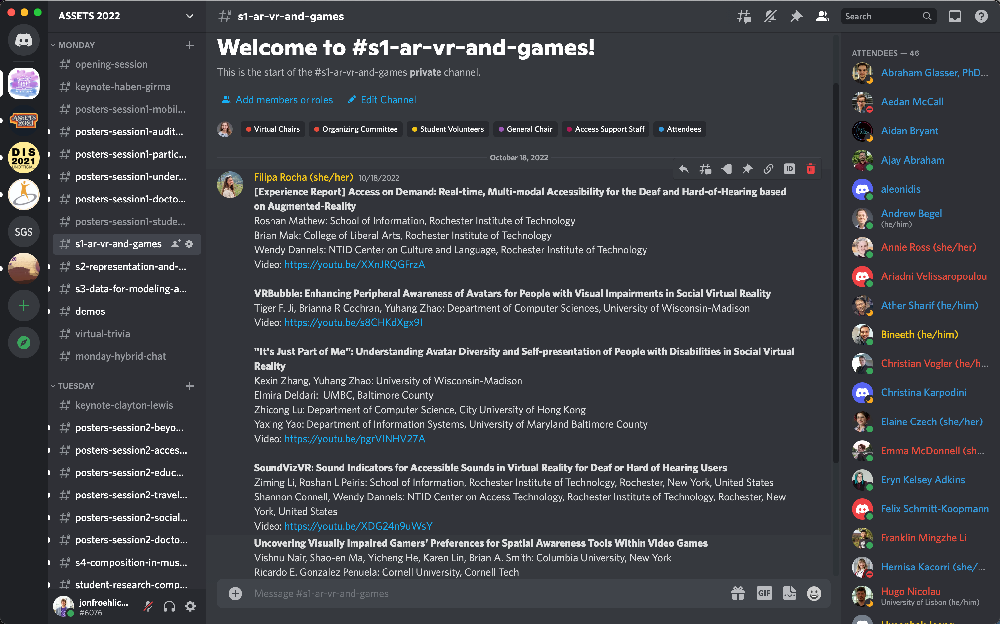 ASSETS 2022
MONDAY
opening-session
keynote-haben-girma
posters-session1-mobil...
posters-session1-audit...
posters-session1-partic...
posters-session1-under...
posters-session1-docto...
posters-session1-stude...
s1-ar-vr-and-games
s2-representation-and-...
s3-data-for-modeling-a...
demos
virtual-trivia
monday-hybrid-chat
TUESDAY
keynote-clayton-lewis
posters-session2-beyo...
posters-session2-acces...
posters-session2-educ...
posters-session2-travel...
posters-session2-social...
posters-session2-docto...
s4-composition-in-mus...
student-research-comp...
jonfroehlic...
#6076
ASSETS 2022
ASSETS
2021
DIS
2021
UNOFFICIAL
SGS
20
s1-ar-vr-and-games
Search
Welcome to #s1-ar-vr-and-games!
This is the start of the #s1-ar-vr-and-games private channel.
Add members or roles
Edit Channel
Virtual Chairs
Organizing Committee
Student Volunteers
General Chair
Access Support Staff
Attendees
October 18, 2022
ID
Filipa Rocha (she/her) 10/18/2022
[Experience Report] Access on Demand: Real-time, Multi-modal Accessibility for the Deaf and Hard-of-Hearing based
on Augmented-Reality
Roshan Mathew: School of Information, Rochester Institute of Technology
Brian Mak: College of Liberal Arts, Rochester Institute of Technology
Wendy Dannels: NTID Center on Culture and Language, Rochester Institute of Technology
Video: https://youtu.be/XXnJRQGFrzA
VRBubble: Enhancing Peripheral Awareness of Avatars for People with Visual Impairments in Social Virtual Reality
Tiger F. Ji, Brianna R Cochran, Yuhang Zhao: Department of Computer Sciences, University of Wisconsin-Madison
Video: https://youtu.be/s8CHKdXgx9I
"It's Just Part of Me": Understanding Avatar Diversity and Self-presentation of People with Disabilities in Social Virtual
Reality
Kexin Zhang, Yuhang Zhao: University of Wisconsin-Madison
Elmira Deldari:  UMBC, Baltimore County
Zhicong Lu: Department of Computer Science, City University of Hong Kong
Yaxing Yao: Department of Information Systems, University of Maryland Baltimore County
Video: https://youtu.be/pgrVINHV27A
SoundVizVR: Sound Indicators for Accessible Sounds in Virtual Reality for Deaf or Hard of Hearing Users
Ziming Li, Roshan L Peiris: School of Information, Rochester Institute of Technology, Rochester, New York, United States
Shannon Connell, Wendy Dannels: NTID Center on Access Technology, Rochester Institute of Technology, Rochester, New
York, United States
Video: https://youtu.be/XDG24n9uWsY
Uncovering Visually Impaired Gamers' Preferences for Spatial Awareness Tools Within Video Games
Vishnu Nair, Shao-en Ma, Yicheng He, Karen Lin, Brian A. Smith: Columbia University, New York
Ricardo E. Gonzalez Penuela: Cornell University, Cornell Tech
Message #s1-ar-vr-and-games
GIF
ATTENDEES — 46
Abraham Glasser, PhD...
Aedan McCall
BAE AREA
Aidan Bryant
Ajay Abraham
aleonidis
Andrew Begel
(he/him)
Annie Ross (she/her)
Ariadni Velissaropoulou
Ather Sharif (he/him)
Bineeth (he/him)
Christian Vogler (he/h...
Christina Karpodini
Elaine Czech (she/her)
Emma McDonnell (sh...
Eryn Kelsey Adkins
Felix Schmitt-Koopmann
Franklin Mingzhe Li
Hernisa Kacorri (she/...
Hugo Nicolau
University of Lisbon (he/him)